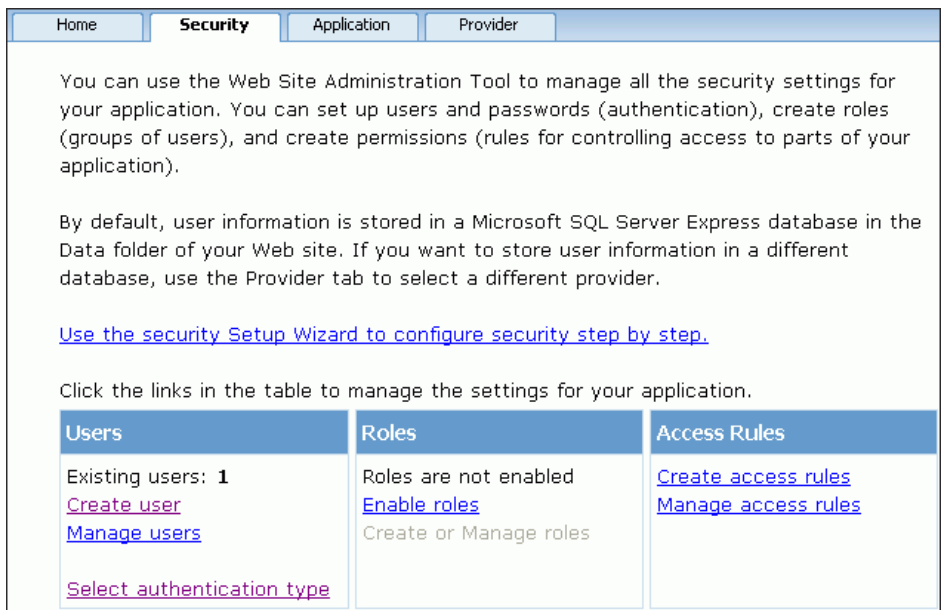 Home Security Application Provider
You can use the Web Site Administration Tool to manage all the security settings for
your application. You can set up users and passwords (authentication), create roles
(groups of users), and create permissions (rules for controlling access to parts of your
application).
By default, user information is stored in a Microsoft SQL Server Express database in the
Data folder of your Web site. If you want to store user information in a different
database, use the Provider tab to select a different provider.
Use the security Setup Wizard to configure security step by step.
Click the links in the table to manage the settings for your application.
Users
Existing users: 1
Create user
Manage users
Select authentication type
Roles
Roles are not enabled
Enable roles
Create or Manage roles
Access Rules
Create access rules
Manage access rules